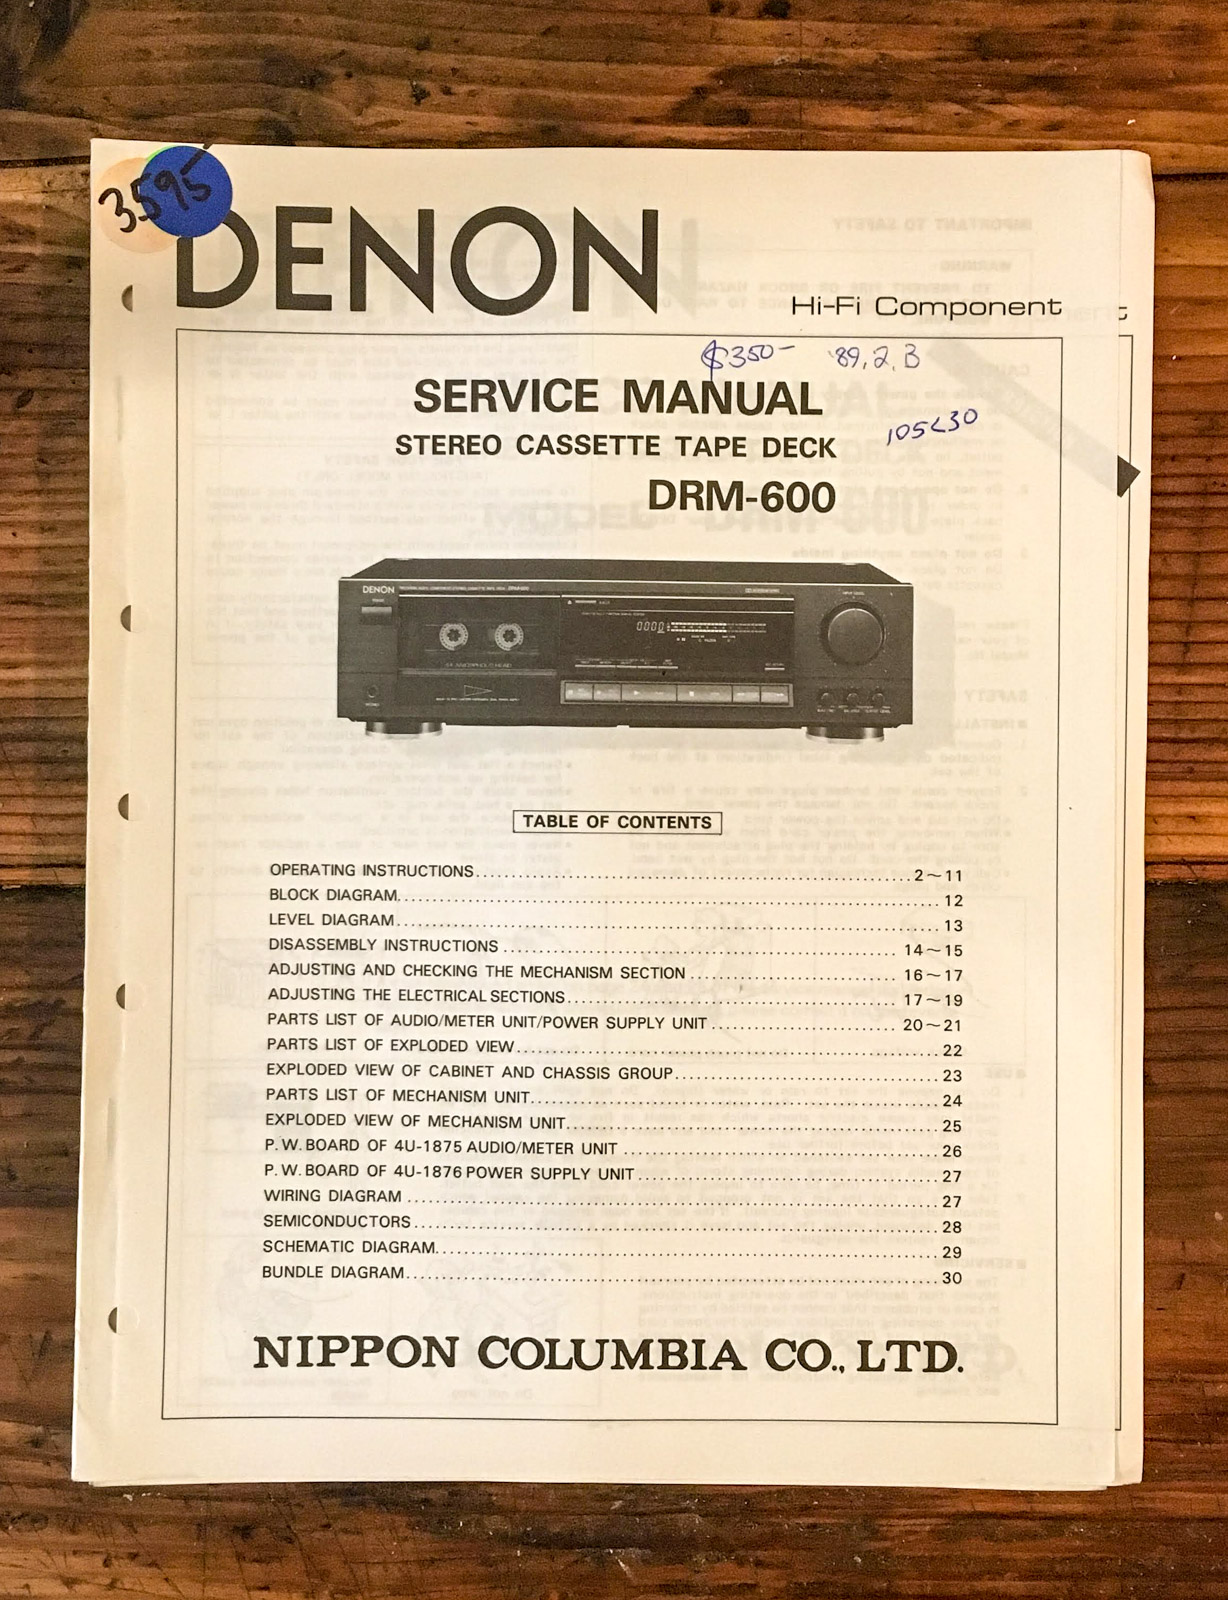 3595
DENON
Hi-Fi Component
$350- '89, 2, B
SERVICE MANUAL
STEREO CASSETTE TAPE DECK
105<30
DRM-600
DENON
0000
TABLE OF CONTENTS
OPERATING INSTRUCTIONS 2~11
BLOCK DIAGRAM 12
LEVEL DIAGRAM 13
DISASSEMBLY INSTRUCTIONS 14~15
ADJUSTING AND CHECKING THE MECHANISM SECTION 16~17
ADJUSTING THE ELECTRICAL SECTIONS 17~19
PARTS LIST OF AUDIO/METER UNIT/POWER SUPPLY UNIT 20~21
PARTS LIST OF EXPLODED VIEW 22
EXPLODED VIEW OF CABINET AND CHASSIS GROUP 23
PARTS LIST OF MECHANISM UNIT 24
EXPLODED VIEW OF MECHANISM UNIT 25
P.W.BOARD OF 4U-1875 AUDIO/METER UNIT 26
P.W.BOARD OF 4U-1876 POWER SUPPLY UNIT 27
WIRING DIAGRAM 27
SEMICONDUCTORS 28
SCHEMATIC DIAGRAM 29
BUNDLE DIAGRAM 30
NIPPON COLUMBIA CO., LTD.